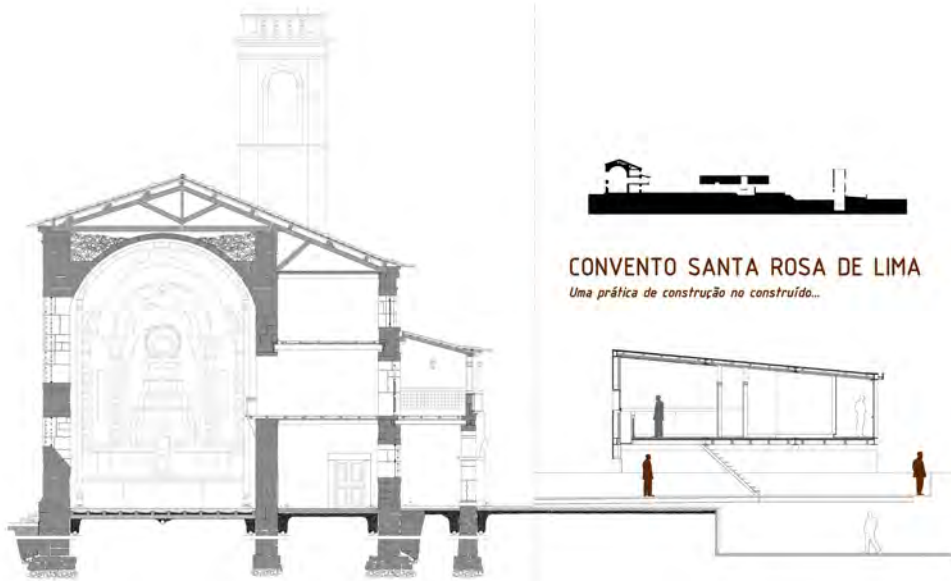 CONVENTO SANTA ROSA DE LIMA
Uma prática de construção no construído...